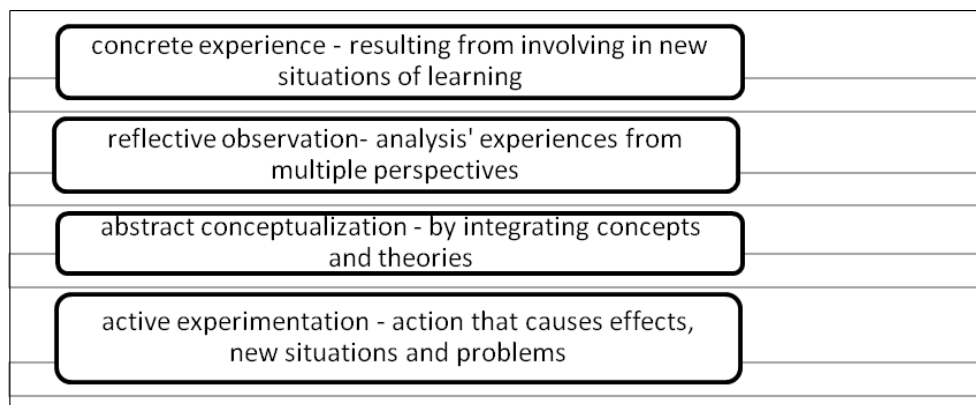 concrete experience - resulting from involving in new
situations of learning
reflective observation- analysis' experiences from
multiple perspectives
abstract conceptualization - by integrating concepts
and theories
active experimentation - action that causes effects,
new situations and problems